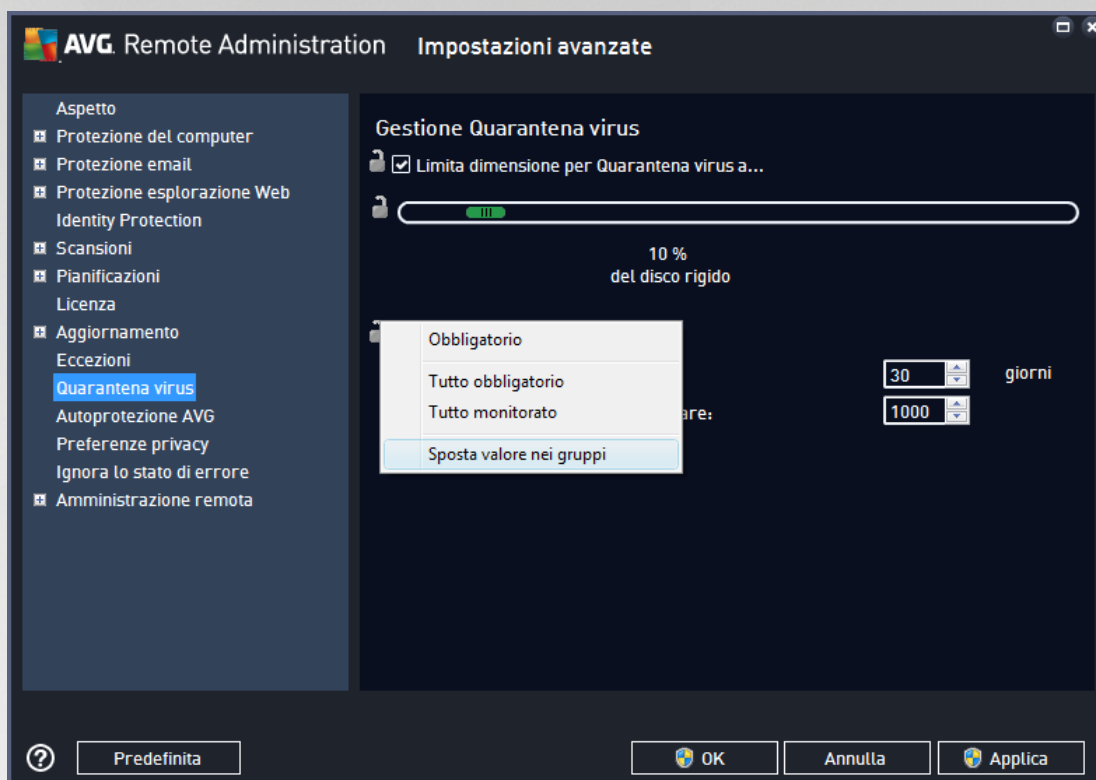 AVG. Remote Administration Impostazioni avanzate
Aspetto
Protezione del computer
Protezione email
Protezione esplorazione Web
Identity Protection
Scansioni
Pianificazioni
Licenza
Aggiornamento
Eccezioni
Quarantena virus
Autoprotezione AVG
Preferenze privacy
Ignora lo stato di errore
Amministrazione remota
Gestione Quarantena virus
Limita dimensione per Quarantena virus a...
10 %
del disco rigido
Obbligatorio
Tutto obbligatorio
Tutto monitorato
Sposta valore nei gruppi
30 giorni
are: 1000
Predefinita
OK
Annulla
Applica